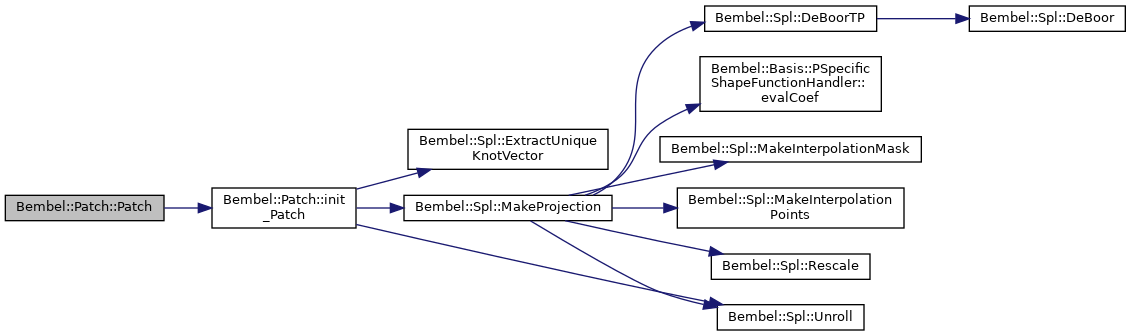 Bembel::Patch::Patch
Bembel::Patch::init
_Patch
Bembel::Spl::ExtractUnique
KnotVector
Bembel::Spl::MakeProjection
Bembel::Spl::DeBoorTP
Bembel::Spl::DeBoor
Bembel::Basis::PSpecific
ShapeFunctionHandler::
evalCoef
Bembel::Spl::MakeInterpolationMask
Bembel::Spl::MakeInterpolation
Points
Bembel::Spl::Rescale
Bembel::Spl::Unroll